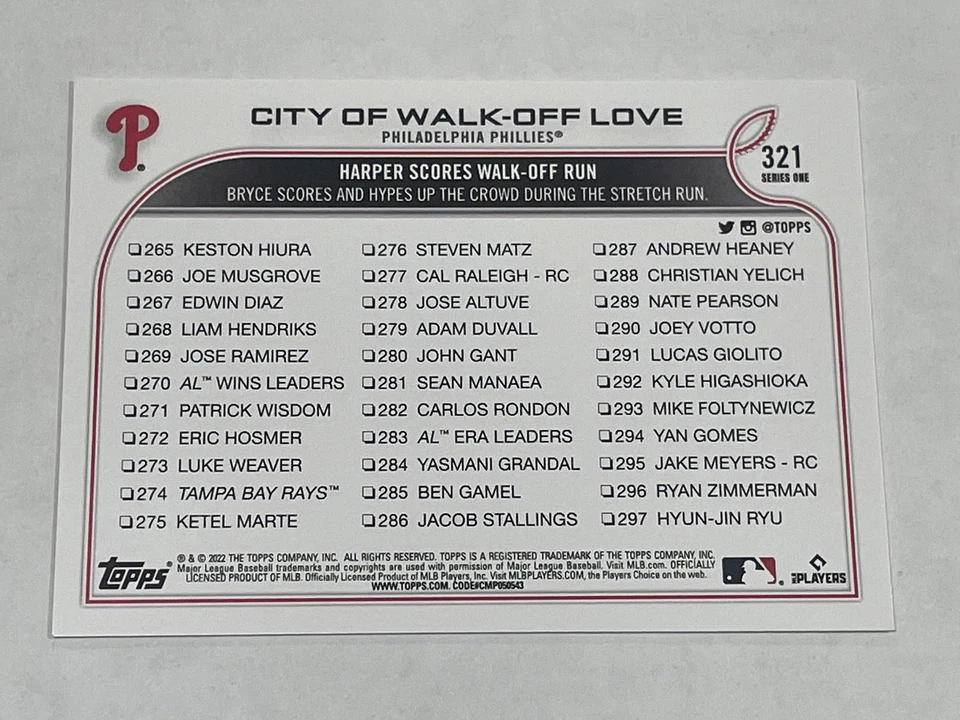 P
CITY OF WALK-OFF LOVE
PHILADELPHIA PHILLIES®
HARPER SCORES WALK-OFF RUN
BRYCE SCORES AND HYPES UP THE CROWD DURING THE STRETCH RUN.
321
SERIES ONE
@TOPPS
❏265 KESTON HIURA
❏266 JOE MUSGROVE
❏267 EDWIN DIAZ
❏268 LIAM HENDRIKS
❏269 JOSE RAMIREZ
❏270 AL™ WINS LEADERS
❏271 PATRICK WISDOM
❏272 ERIC HOSMER
❏273 LUKE WEAVER
❏274 TAMPA BAY RAYS™
❏275 KETEL MARTE
❏276 STEVEN MATZ
❏277 CAL RALEIGH - RC
❏278 JOSE ALTUVE
❏279 ADAM DUVALL
❏280 JOHN GANT
❏281 SEAN MANAEA
❏282 CARLOS RONDON
❏283 AL™ ERA LEADERS
❏284 YASMANI GRANDAL
❏285 BEN GAMEL
❏286 JACOB STALLINGS
❏287 ANDREW HEANEY
❏288 CHRISTIAN YELICH
❏289 NATE PEARSON
❏290 JOEY VOTTO
❏291 LUCAS GIOLITO
❏292 KYLE HIGASHIOKA
❏293 MIKE FOLTYNEWICZ
❏294 YAN GOMES
❏295 JAKE MEYERS - RC
❏296 RYAN ZIMMERMAN
❏297 HYUN-JIN RYU
topps®
® & © 2022 THE TOPPS COMPANY, INC. ALL RIGHTS RESERVED. TOPPS IS A REGISTERED TRADEMARK OF THE TOPPS COMPANY, INC.
Major League Baseball trademarks and copyrights are used with permission of Major League Baseball. Visit MLB.com. OFFICIALLY
LICENSED PRODUCT OF MLB. Officially Licensed Product of MLB Players, Inc. Visit MLBPLAYERS.COM, the Players Choice on the web.
WWW.TOPPS.COM. CODE#CMP050543
MLB PLAYERS